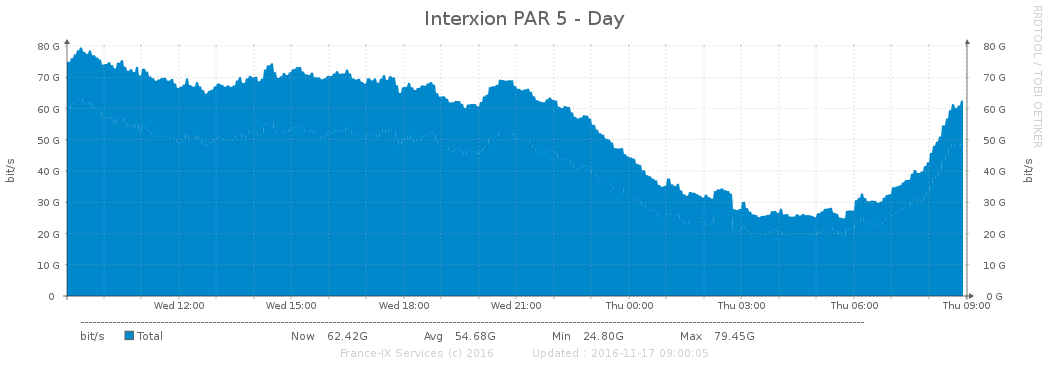 Interxion PAR 5 - Day
RRDTOOL / TOBI OETIKER
bit/s
80 G
70 G
60 G
50 G
40 G
30 G
20 G
10 G
0
80 G
70 G
60 G
50 G
40 G
30 G
20 G
10 G
0 G
bit/s
Wed 12:00 Wed 15:00 Wed 18:00 Wed 21:00 Thu 00:00 Thu 03:00 Thu 06:00 Thu 09:00
bit/s Total Now 62.42G Avg 54.68G Min 24.80G Max 79.45G
France-IX Services (c) 2016 Updated : 2016-11-17 09:00:05